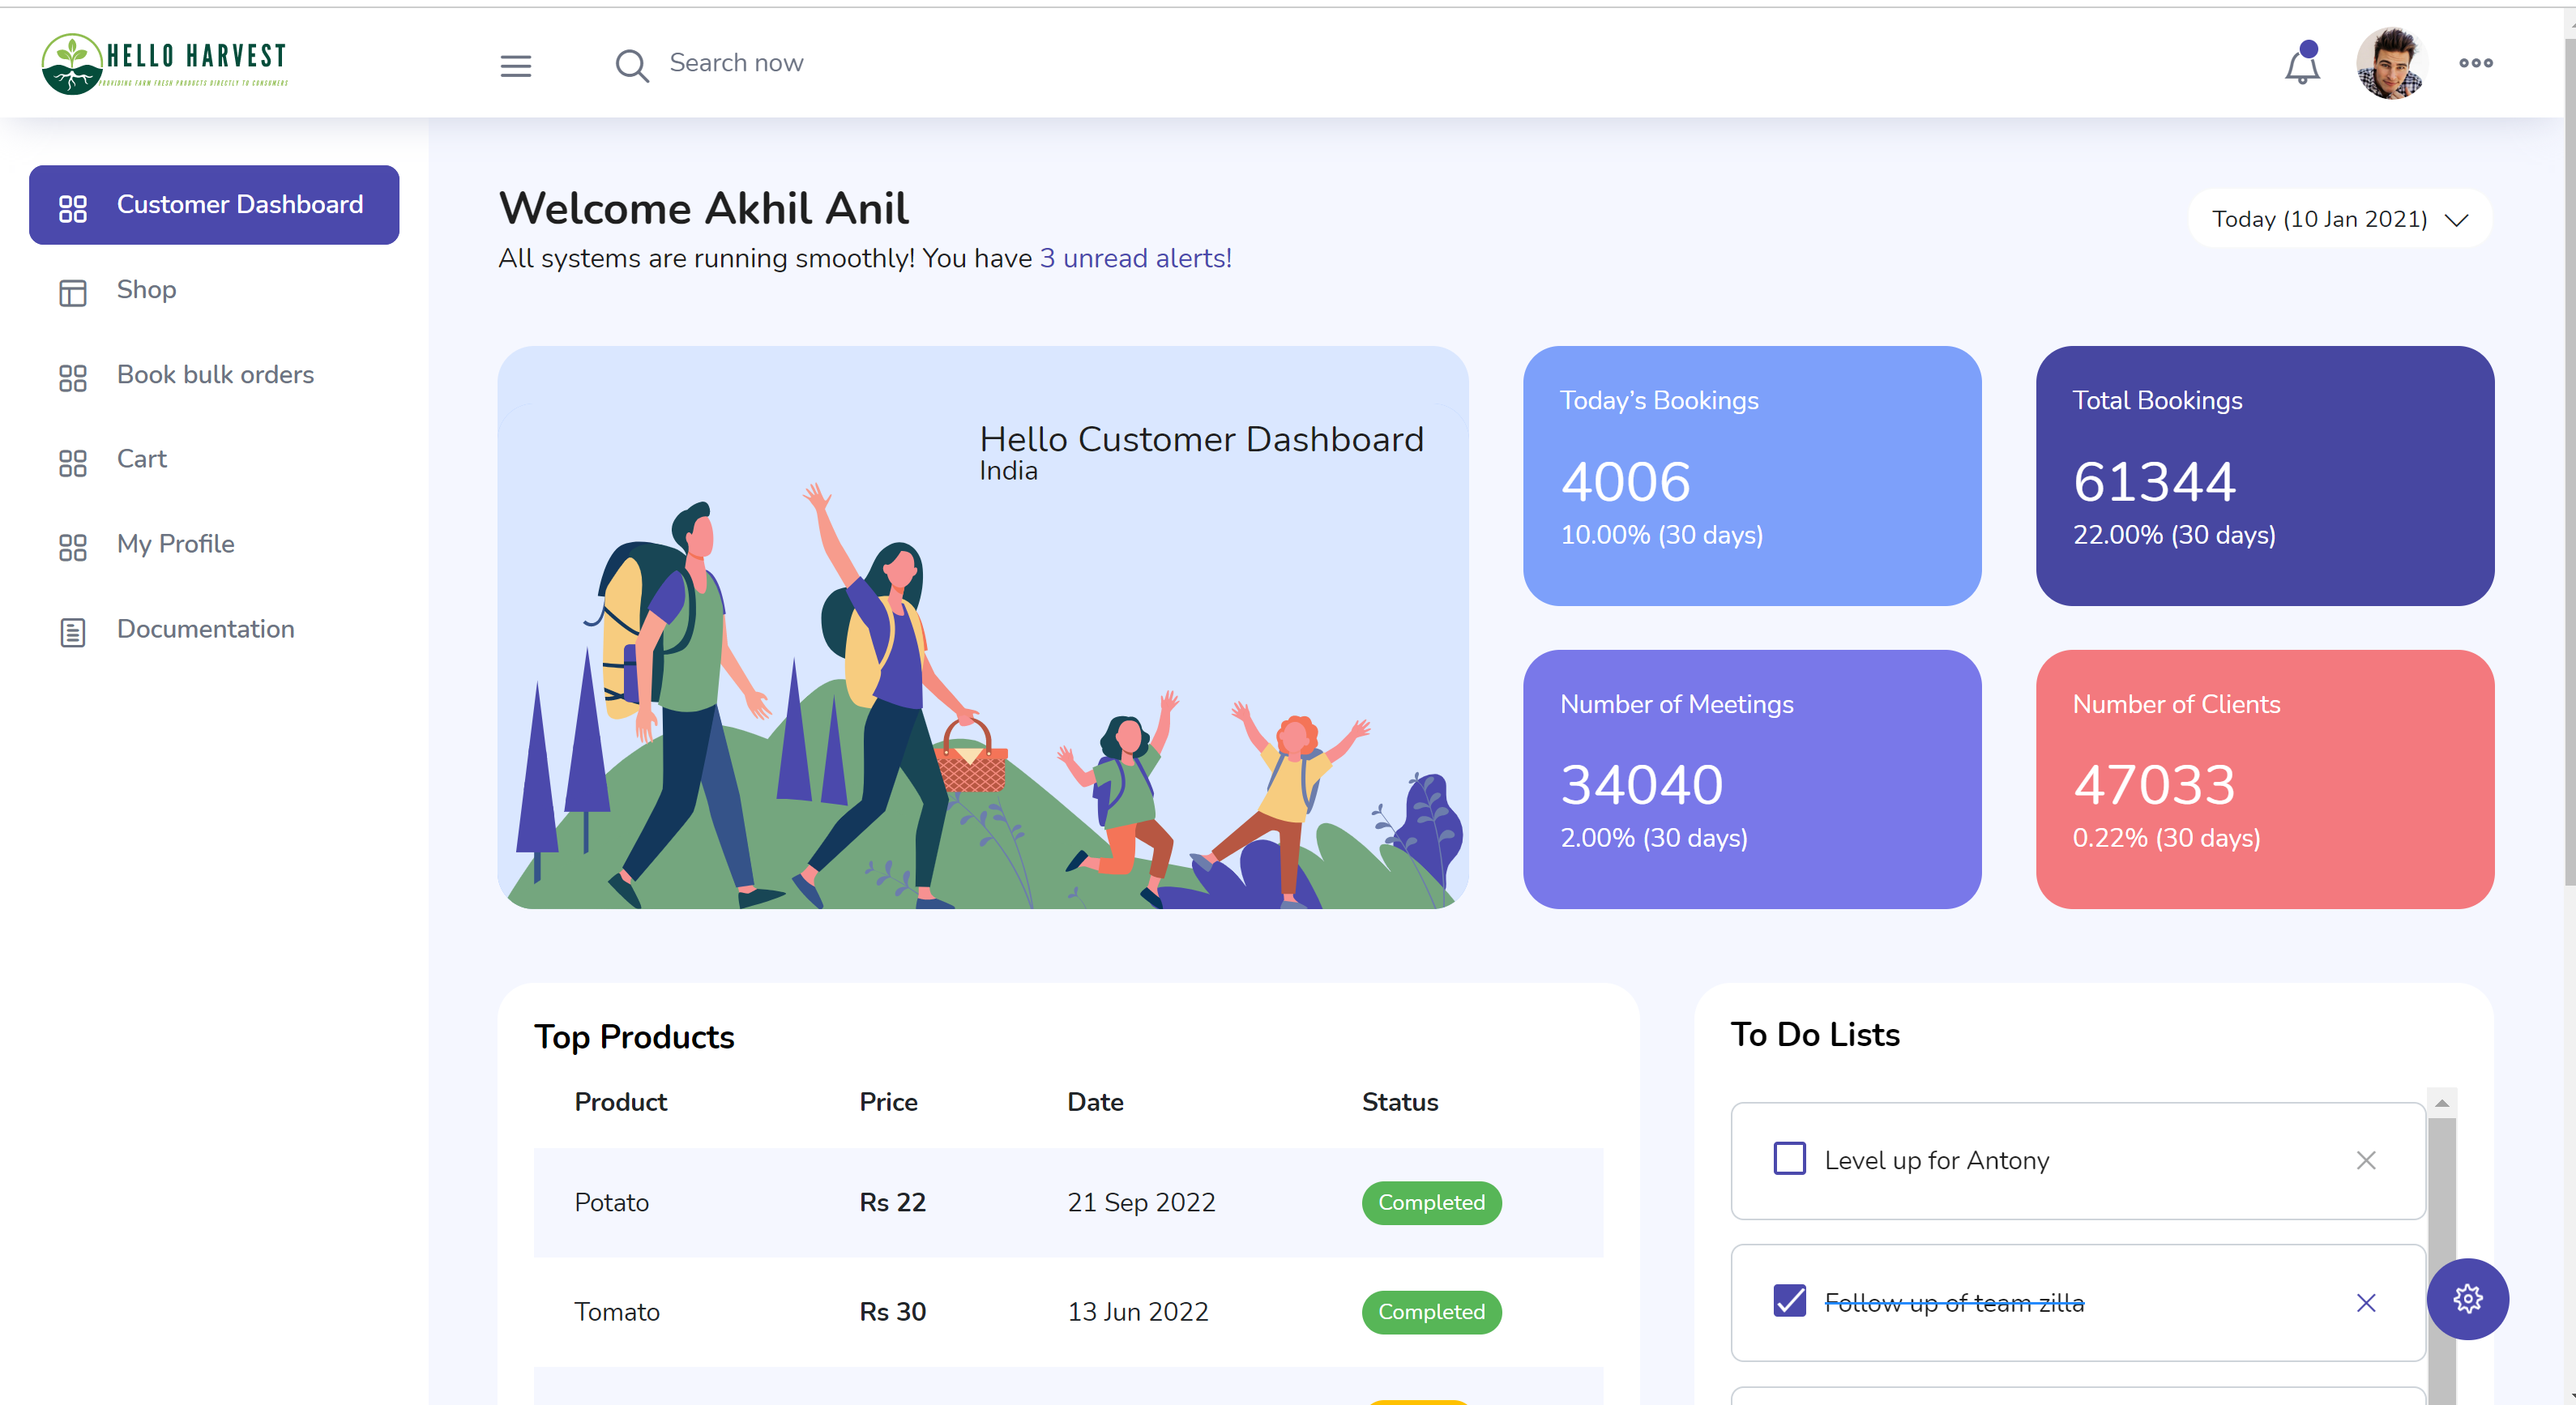 HELLO HARVEST
PROVIDING FARM FRESH PRODUCTS DIRECTLY TO CONSUMERS
Search now
Customer Dashboard
Shop
Book bulk orders
Cart
My Profile
Documentation
Welcome Akhil Anil
All systems are running smoothly! You have 3 unread alerts!
Today (10 Jan 2021)
Hello Customer Dashboard
India
Today’s Bookings
4006
10.00% (30 days)
Total Bookings
61344
22.00% (30 days)
Number of Meetings
34040
2.00% (30 days)
Number of Clients
47033
0.22% (30 days)
Top Products
Product Price Date Status
Potato Rs 22 21 Sep 2022 Completed
Tomato Rs 30 13 Jun 2022 Completed
To Do Lists
Level up for Antony
Follow up of team zilla